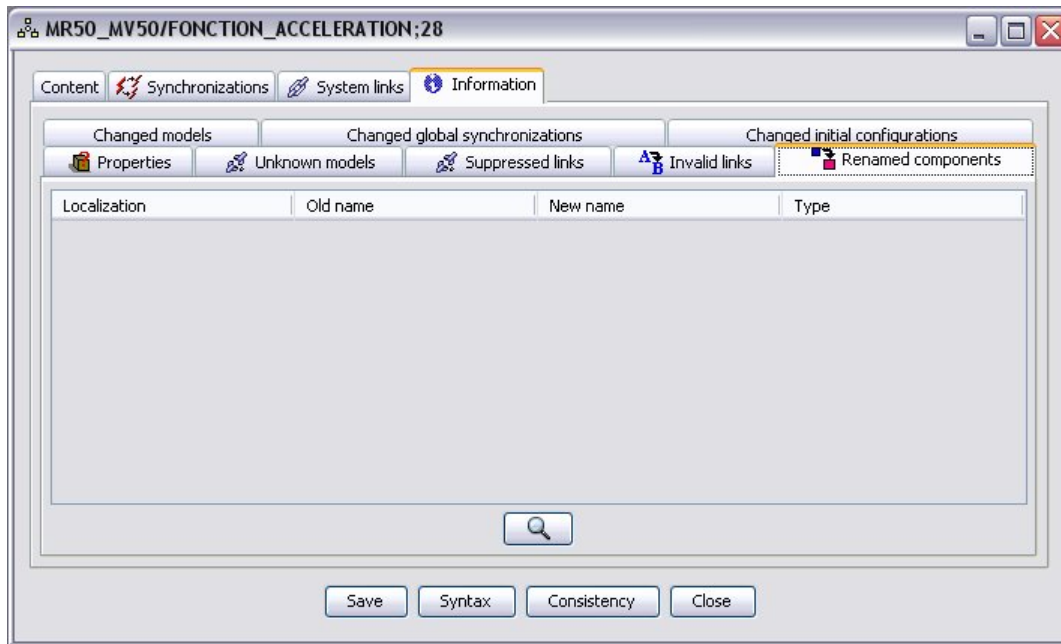 MR50_MV50/FONCTION_ACCELERATION;28
Content Synchronizations System links Information
Changed models Changed global synchronizations Changed initial configurations
Properties Unknown models Suppressed links Invalid links Renamed components
Localization Old name New name Type
Save Syntax Consistency Close